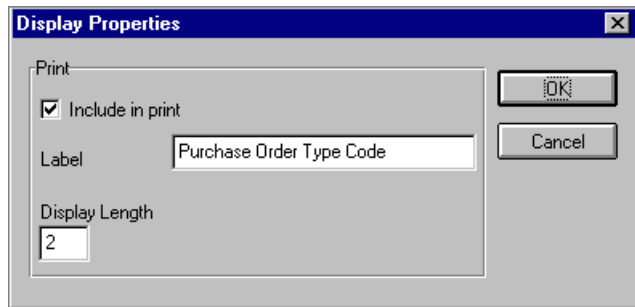 Display Properties
Print
Include in print
OK
Label
Purchase Order Type Code
Cancel
Display Length
2